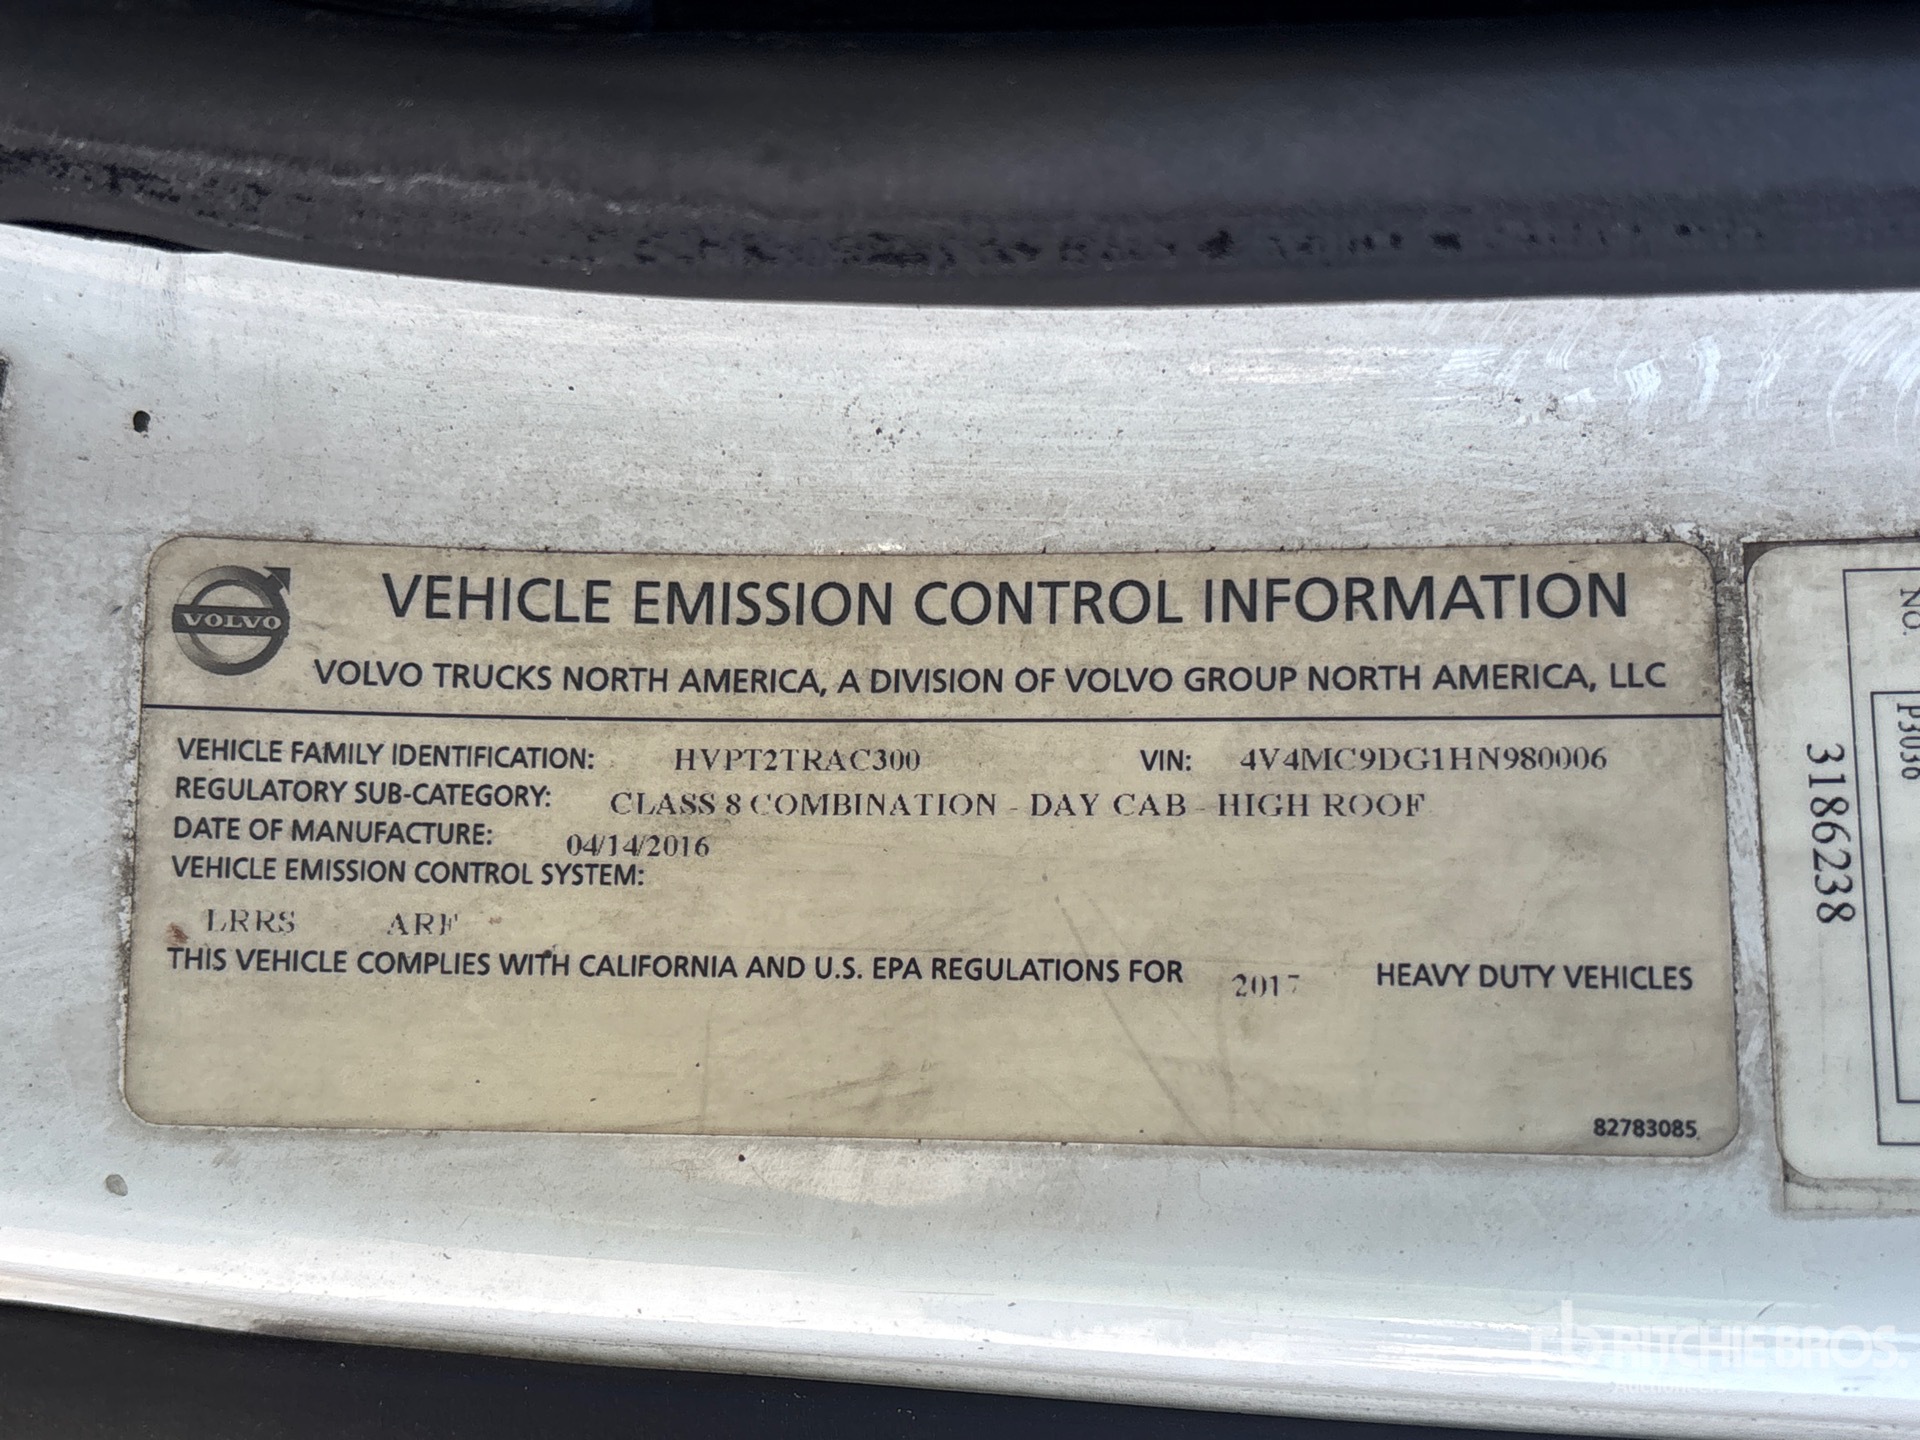 VOLVO
VEHICLE EMISSION CONTROL INFORMATION
VOLVO TRUCKS NORTH AMERICA, A DIVISION OF VOLVO GROUP NORTH AMERICA, LLC
VEHICLE FAMILY IDENTIFICATION: HVPT2TRAC300 VIN: 4V4MC9DG1HN980006
REGULATORY SUB-CATEGORY: CLASS 8 COMBINATION - DAY CAB - HIGH ROOF
DATE OF MANUFACTURE: 04/14/2016
VEHICLE EMISSION CONTROL SYSTEM:
LRRS ARF
THIS VEHICLE COMPLIES WITH CALIFORNIA AND U.S. EPA REGULATIONS FOR 2017 HEAVY DUTY VEHICLES
82783085
NO.
P3036
3186238
rb RITCHIE BROS.
Auctioneers